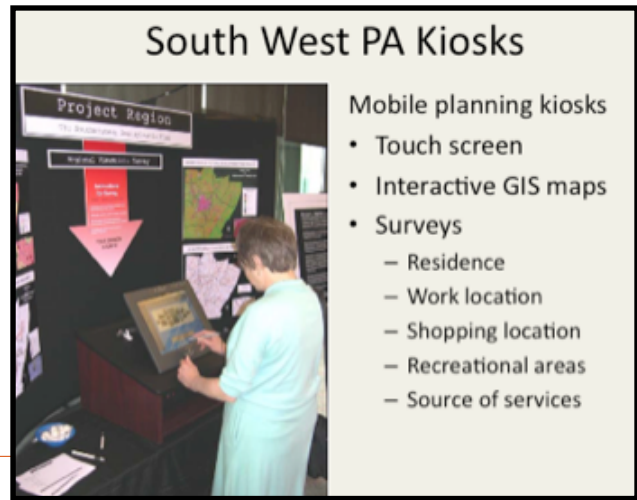 South West PA Kiosks
Project Region
Mobile planning kiosks
• Touch screen
• Interactive GIS maps
• Surveys
– Residence
– Work location
– Shopping location
– Recreational areas
– Source of services